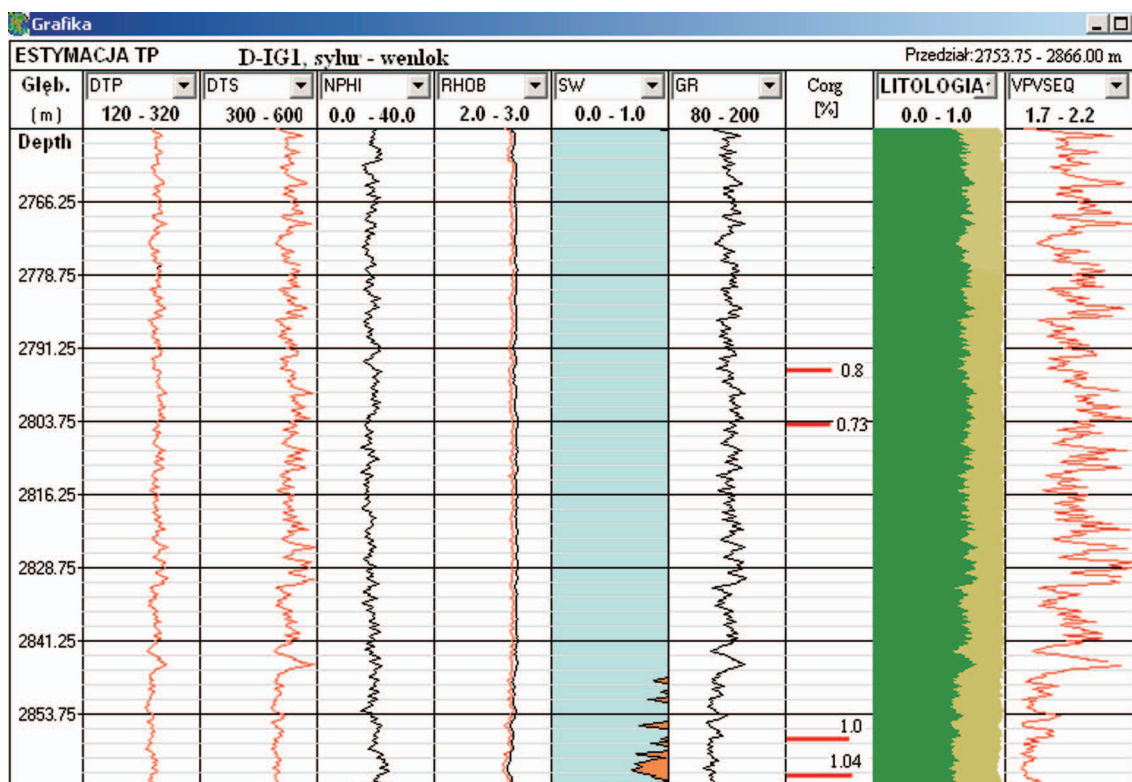 Grafika
ESTYMACJA TP D-IG1, sylur - wenlok Przedział:2753.75 - 2866.00 m
Głęb. DTP DTS NPHI RHOB SW GR Corg LITOLOGIA VPVSEQ
(m) 120 - 320 300 - 600 0.0 - 40.0 2.0 - 3.0 0.0 - 1.0 80 - 200 [%] 0.0 - 1.0 1.7 - 2.2
Depth
2766.25
2778.75
2791.25
0.8
2803.75
0.73
2816.25
2828.75
2841.25
2853.75
1.0
1.04